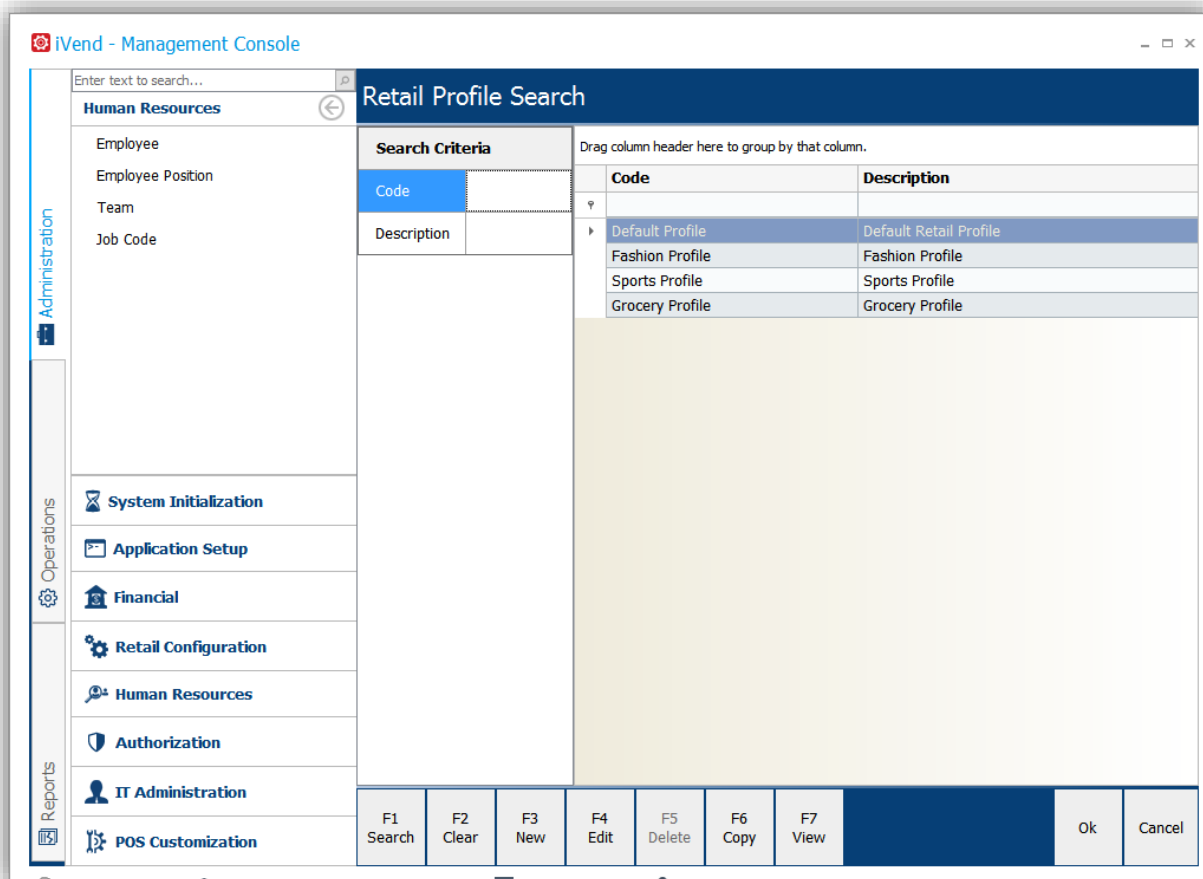 iVend - Management Console
Enter text to search...
Human Resources
Employee
Employee Position
Team
Job Code
Administration
Operations
Reports
System Initialization
Application Setup
Financial
Retail Configuration
Human Resources
Authorization
IT Administration
POS Customization
Retail Profile Search
Search Criteria
Code
Description
Drag column header here to group by that column.
Code Description
Default Profile Default Retail Profile
Fashion Profile Fashion Profile
Sports Profile Sports Profile
Grocery Profile Grocery Profile
F1 Search
F2 Clear
F3 New
F4 Edit
F5 Delete
F6 Copy
F7 View
Ok
Cancel